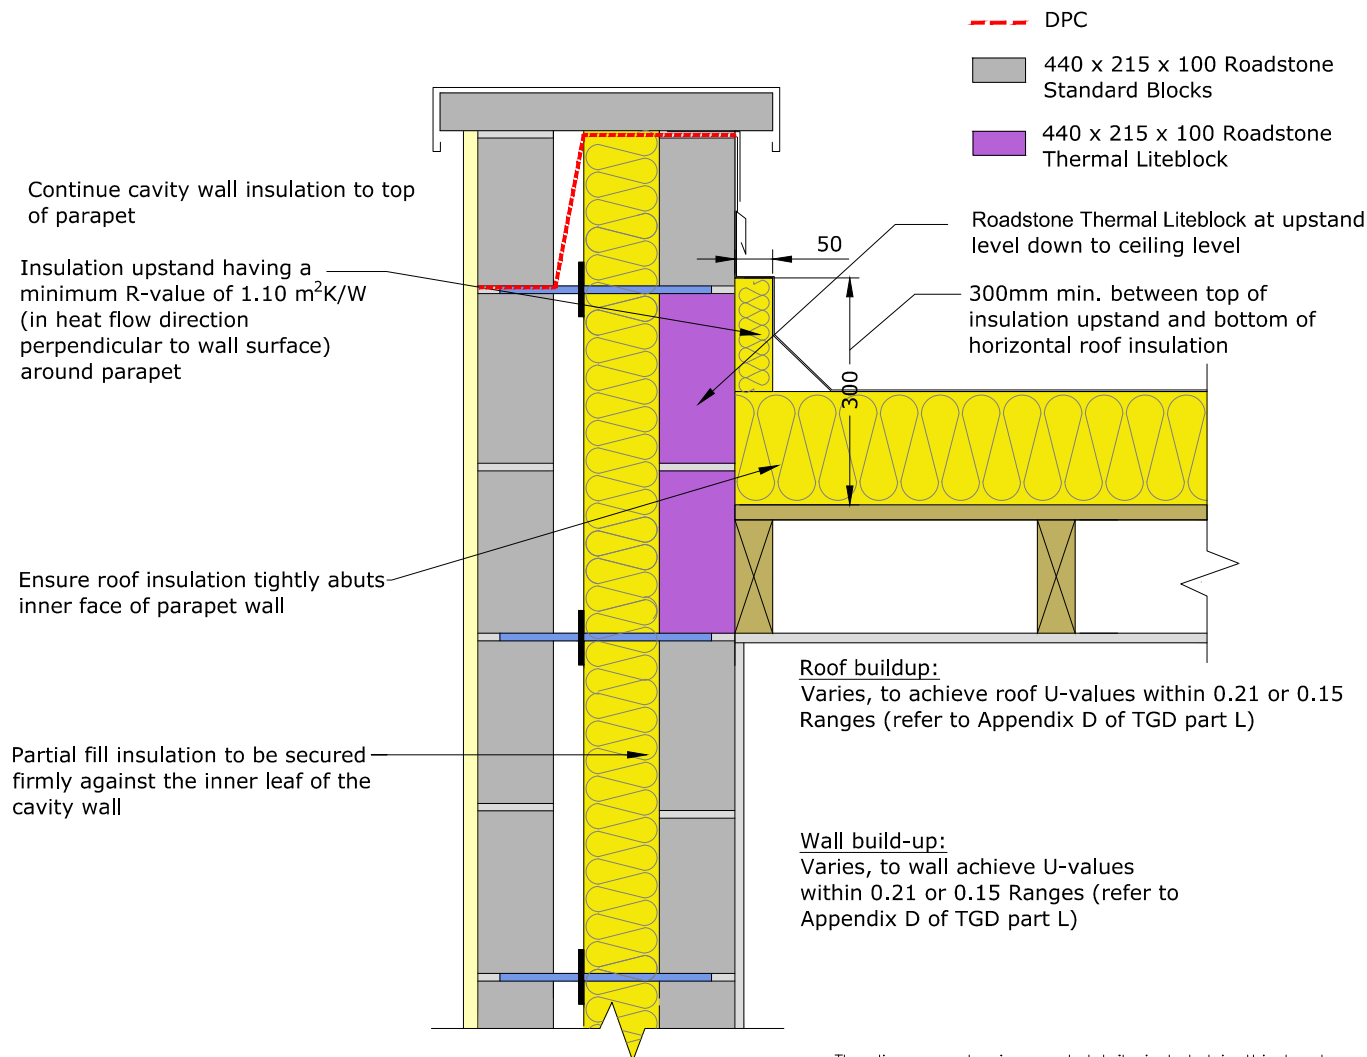 DPC
440 x 215 x 100 Roadstone
Standard Blocks
440 x 215 x 100 Roadstone
Thermal Liteblock
Continue cavity wall insulation to top
of parapet
Insulation upstand having a
minimum R-value of 1.10 m²K/W
(in heat flow direction
perpendicular to wall surface)
around parapet
Ensure roof insulation tightly abuts
inner face of parapet wall
Partial fill insulation to be secured
firmly against the inner leaf of the
cavity wall
50
300
Roadstone Thermal Liteblock at upstand
level down to ceiling level
300mm min. between top of
insulation upstand and bottom of
horizontal roof insulation
Roof buildup:
Varies, to achieve roof U-values within 0.21 or 0.15
Ranges (refer to Appendix D of TGD part L)
Wall build-up:
Varies, to wall achieve U-values
within 0.21 or 0.15 Ranges (refer to
Appendix D of TGD part L)